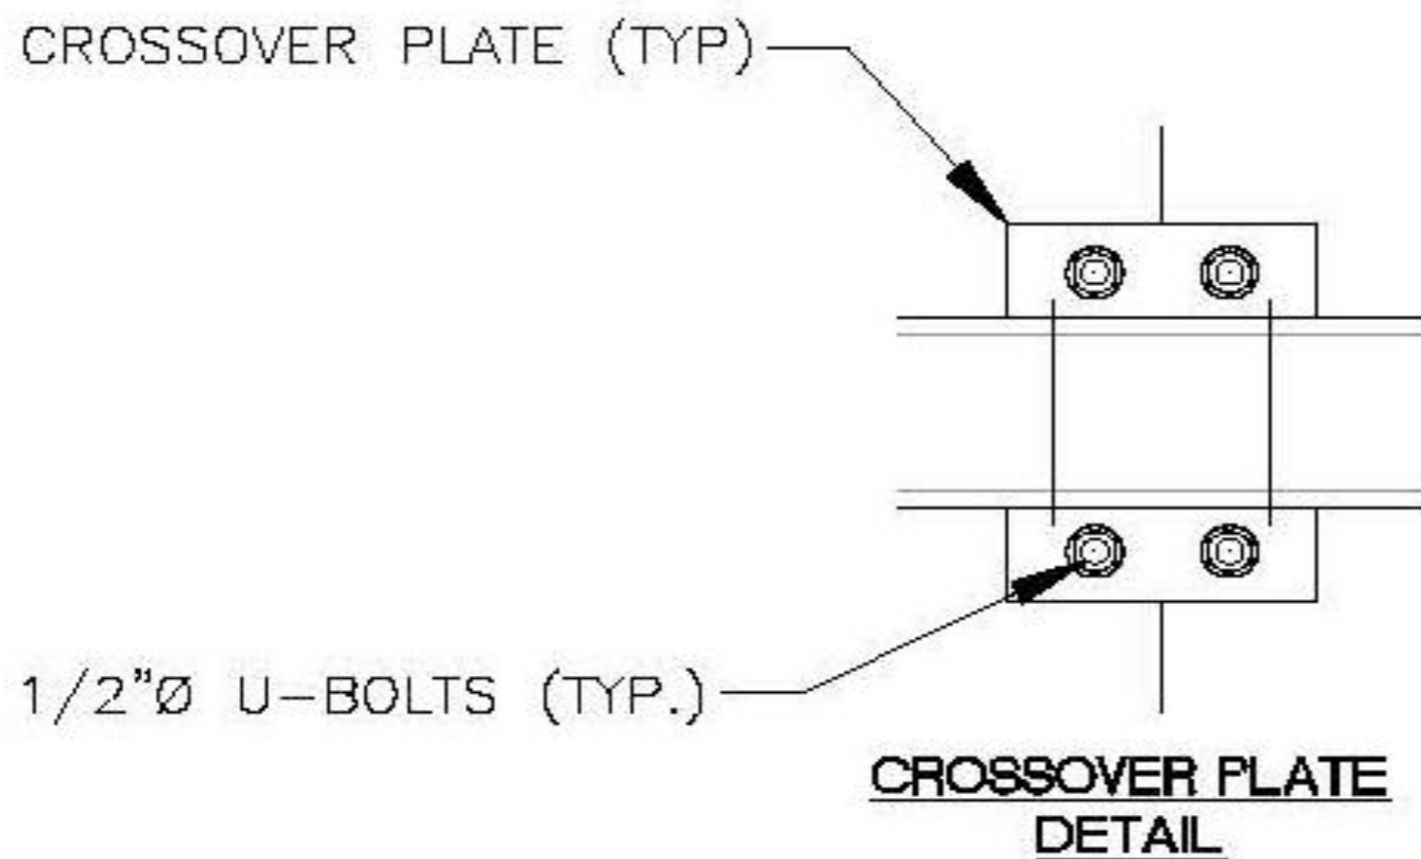 CROSSOVER PLATE (TYP)
1/2"Ø U-BOLTS (TYP.)
CROSSOVER PLATE
DETAIL